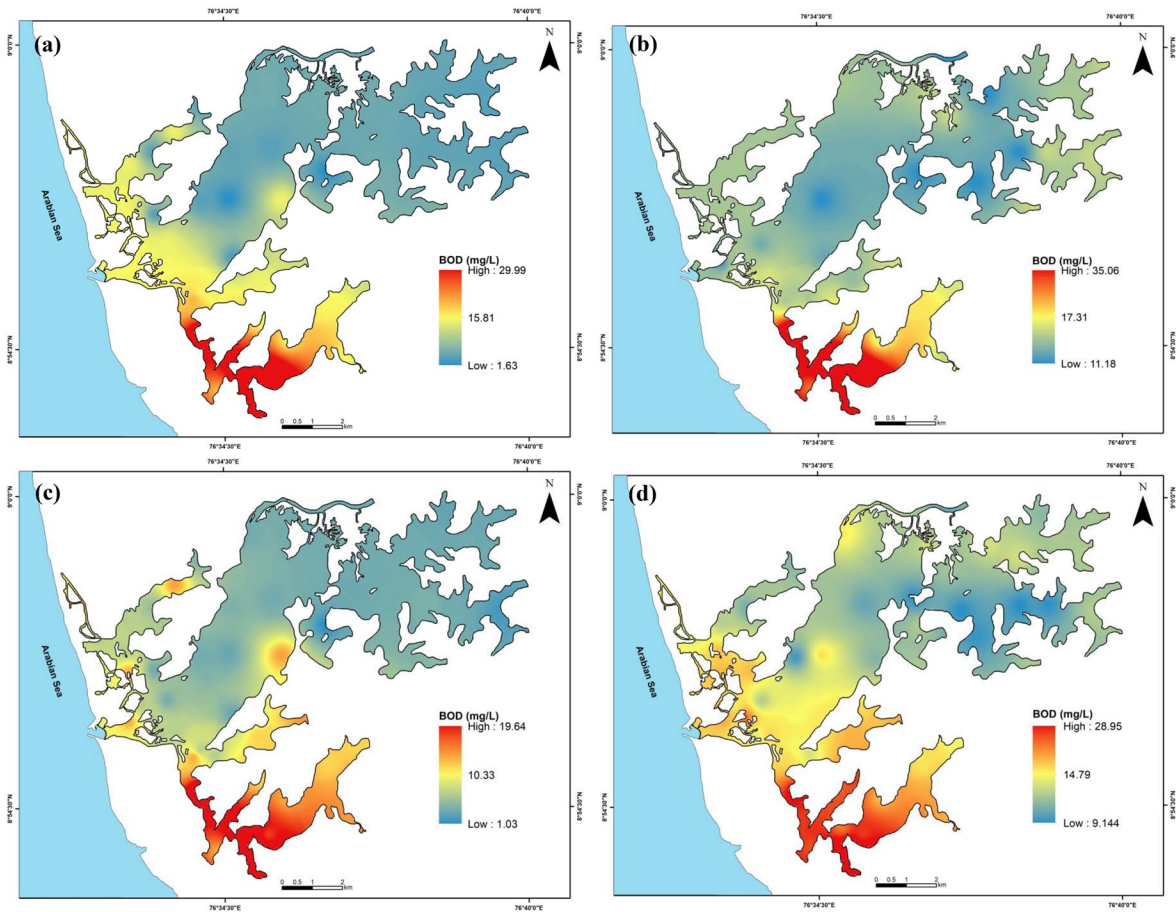 76°34'30"E
76°40'0"E
(a)
N
9°0'0"N
9°0'0"N
Arabian Sea
BOD (mg/L)
High : 29.99
15.81
Low : 1.63
8°54'30"N
8°54'30"N
0 0.5 1 2
km
76°34'30"E
76°40'0"E
76°34'30"E
76°40'0"E
(b)
N
9°0'0"N
9°0'0"N
Arabian Sea
BOD (mg/L)
High : 35.06
17.31
Low : 11.18
8°54'30"N
8°54'30"N
0 0.5 1 2
km
76°34'30"E
76°40'0"E
76°34'30"E
76°40'0"E
(c)
N
9°0'0"N
9°0'0"N
Arabian Sea
BOD (mg/L)
High : 19.64
10.33
Low : 1.03
8°54'30"N
8°54'30"N
0 0.5 1 2
km
76°34'30"E
76°40'0"E
76°34'30"E
76°40'0"E
(d)
N
9°0'0"N
9°0'0"N
Arabian Sea
BOD (mg/L)
High : 28.95
14.79
Low : 9.144
8°54'30"N
8°54'30"N
0 0.5 1 2
km
76°34'30"E
76°40'0"E